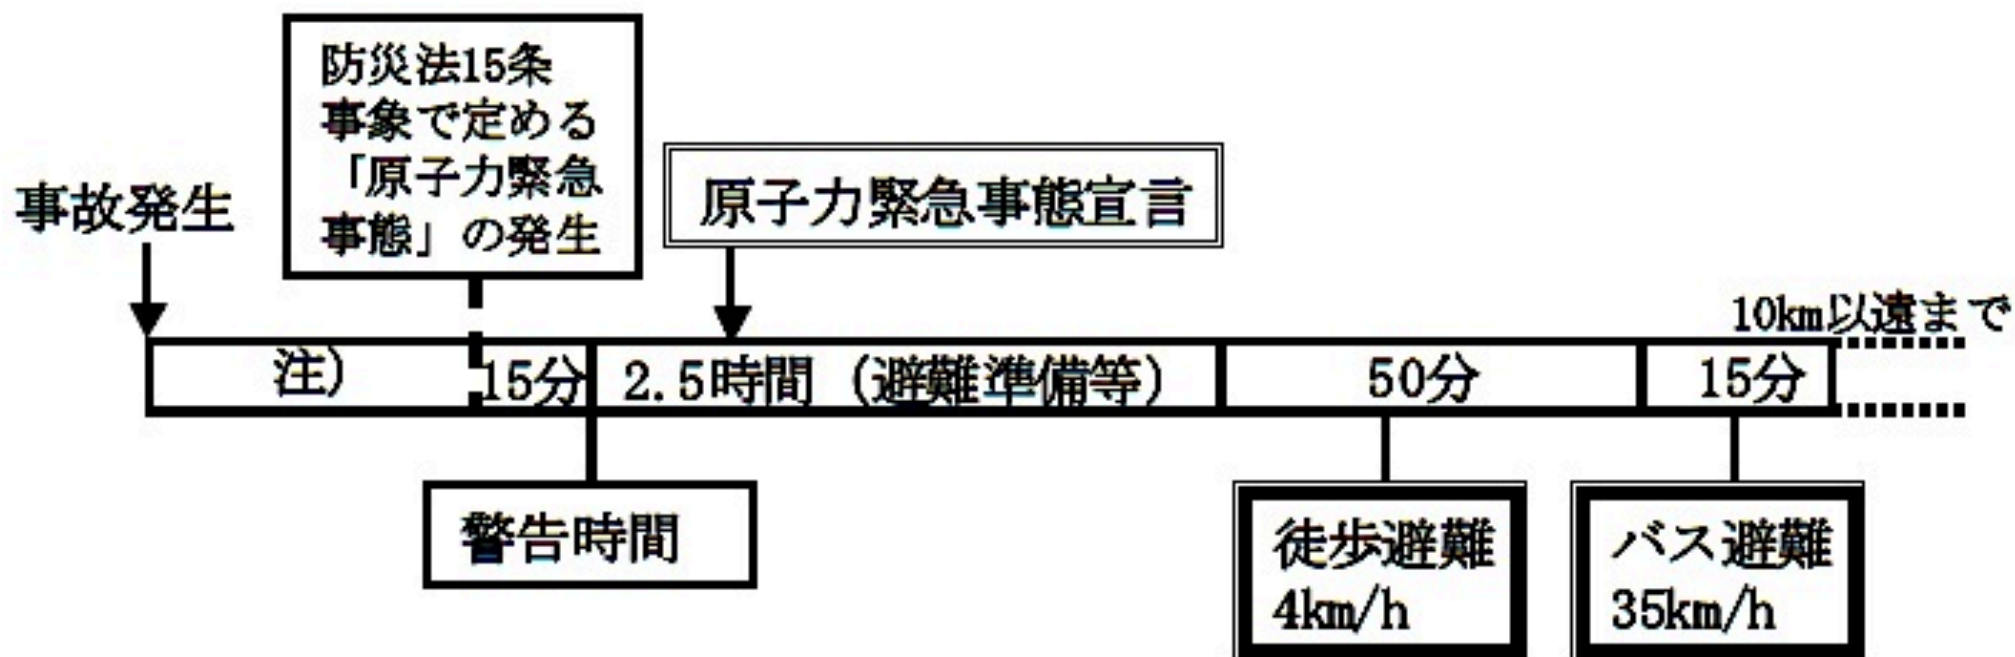 防災法15条
事象で定める
「原子力緊急
事態」の発生
事故発生
原子力緊急事態宣言
10km以遠まで
注)
15分
2.5時間(避難準備等)
50分
15分
警告時間
徒歩避難
4km/h
バス避難
35km/h